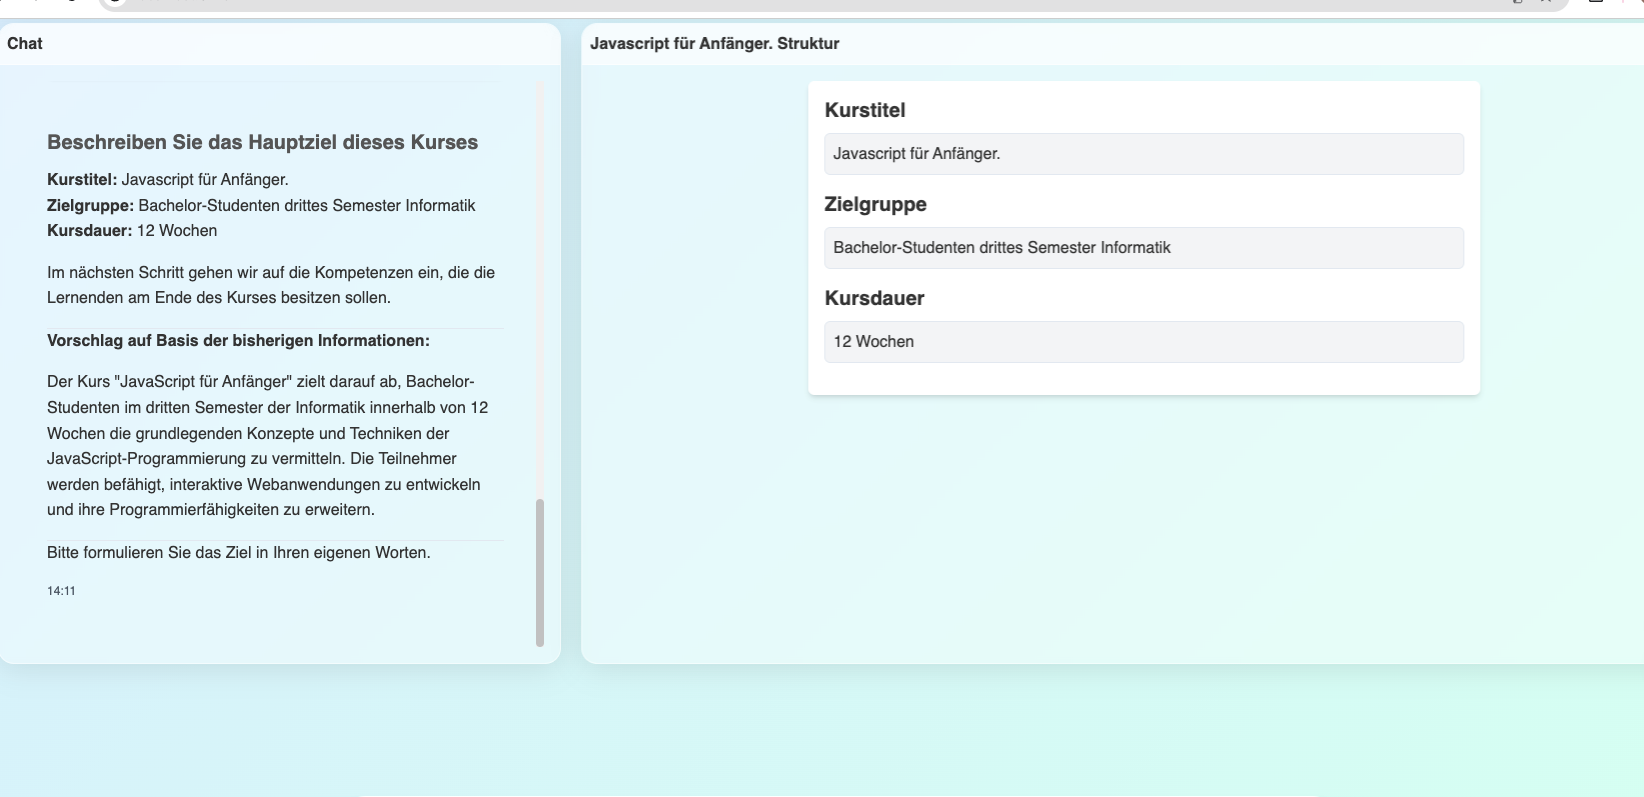 Chat
Beschreiben Sie das Hauptziel dieses Kurses
Kurstitel: Javascript für Anfänger.
Zielgruppe: Bachelor-Studenten drittes Semester Informatik
Kursdauer: 12 Wochen
Im nächsten Schritt gehen wir auf die Kompetenzen ein, die die
Lernenden am Ende des Kurses besitzen sollen.
Vorschlag auf Basis der bisherigen Informationen:
Der Kurs "JavaScript für Anfänger" zielt darauf ab, Bachelor-
Studenten im dritten Semester der Informatik innerhalb von 12
Wochen die grundlegenden Konzepte und Techniken der
JavaScript-Programmierung zu vermitteln. Die Teilnehmer
werden befähigt, interaktive Webanwendungen zu entwickeln
und ihre Programmierfähigkeiten zu erweitern.
Bitte formulieren Sie das Ziel in Ihren eigenen Worten.
14:11
Javascript für Anfänger. Struktur
Kurstitel
Javascript für Anfänger.
Zielgruppe
Bachelor-Studenten drittes Semester Informatik
Kursdauer
12 Wochen